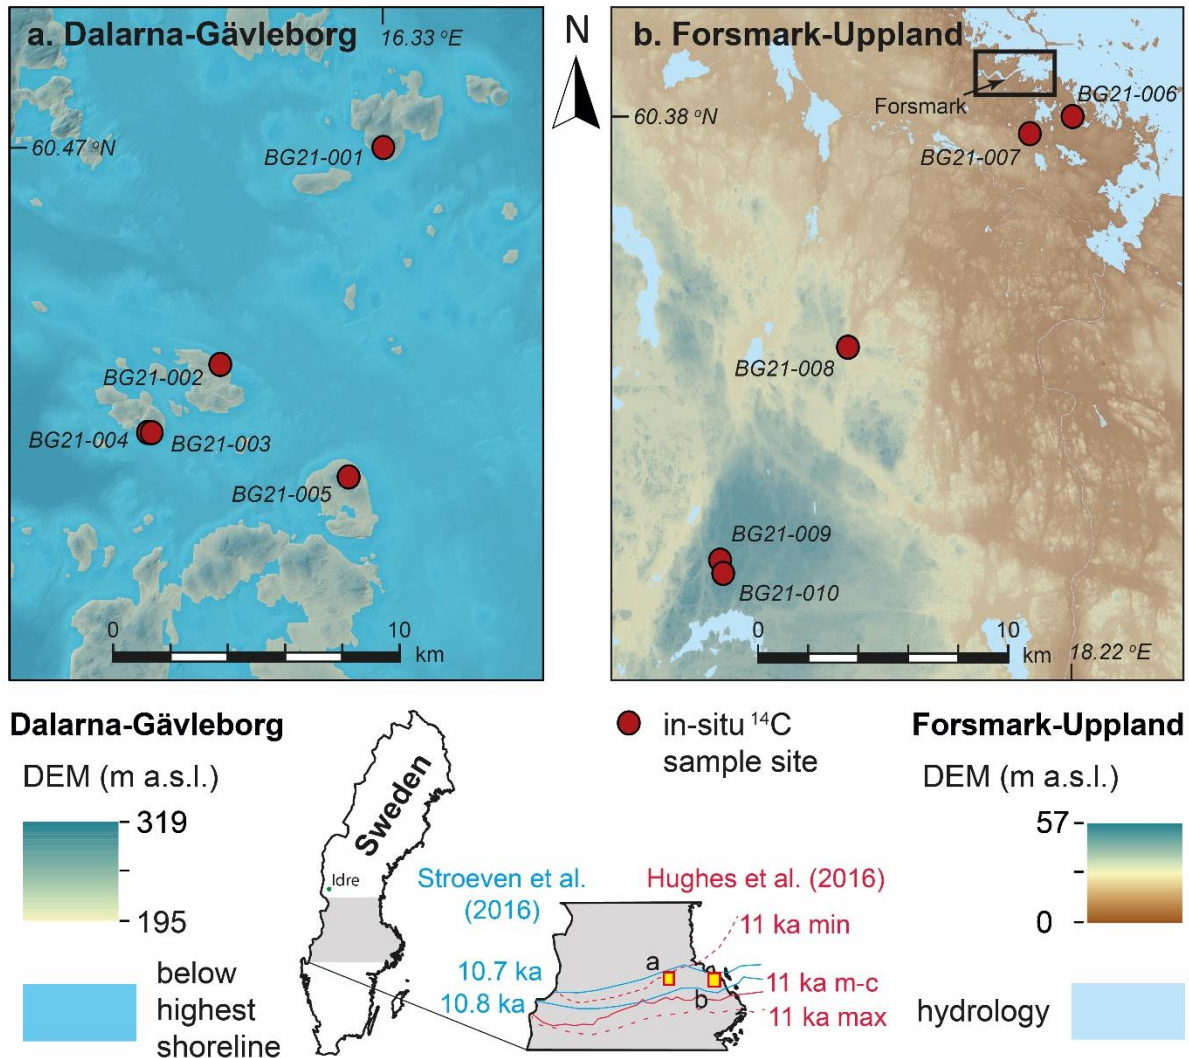 a. Dalarna-Gävleborg
16.33 °E
60.47 °N
BG21-001
BG21-002
BG21-004
BG21-003
BG21-005
0
10
km
N
b. Forsmark-Uppland
60.38 °N
Forsmark
BG21-006
BG21-007
BG21-008
BG21-009
BG21-010
0
10
km
18.22 °E
Dalarna-Gävleborg
DEM (m a.s.l.)
319
195
below
highest
shoreline
Sweden
Idre
in-situ ¹⁴C
sample site
Stroeven et al.
(2016)
Hughes et al. (2016)
11 ka min
10.7 ka
10.8 ka
a
b
11 ka m-c
11 ka max
Forsmark-Uppland
DEM (m a.s.l.)
57
0
hydrology